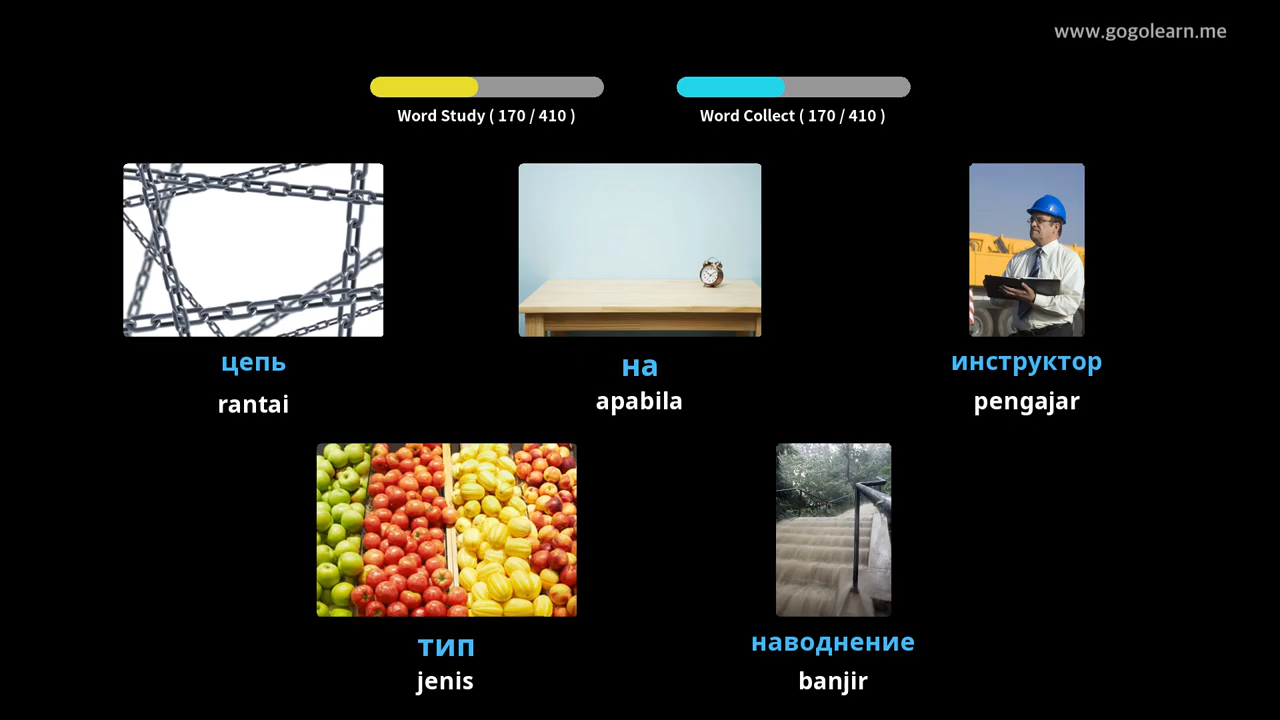 www.gogolearn.me
Word Study ( 170 / 410 )
Word Collect ( 170 / 410 )
цепь
rantai
на
apabila
инструктор
pengajar
тип
jenis
наводнение
banjir